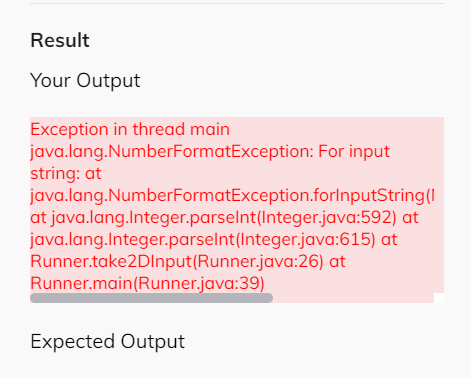 Result
Your Output
Exception in thread main
java.lang.NumberFormatException: For input
string: at
java.lang.NumberFormatException.forInputString(
at java.lang.Integer.parseInt(Integer.java:592) at
java.lang.Integer.parseInt(Integer.java:615) at
Runner.take2DInput(Runner.java:26) at
Runner.main(Runner.java:39)
Expected Output